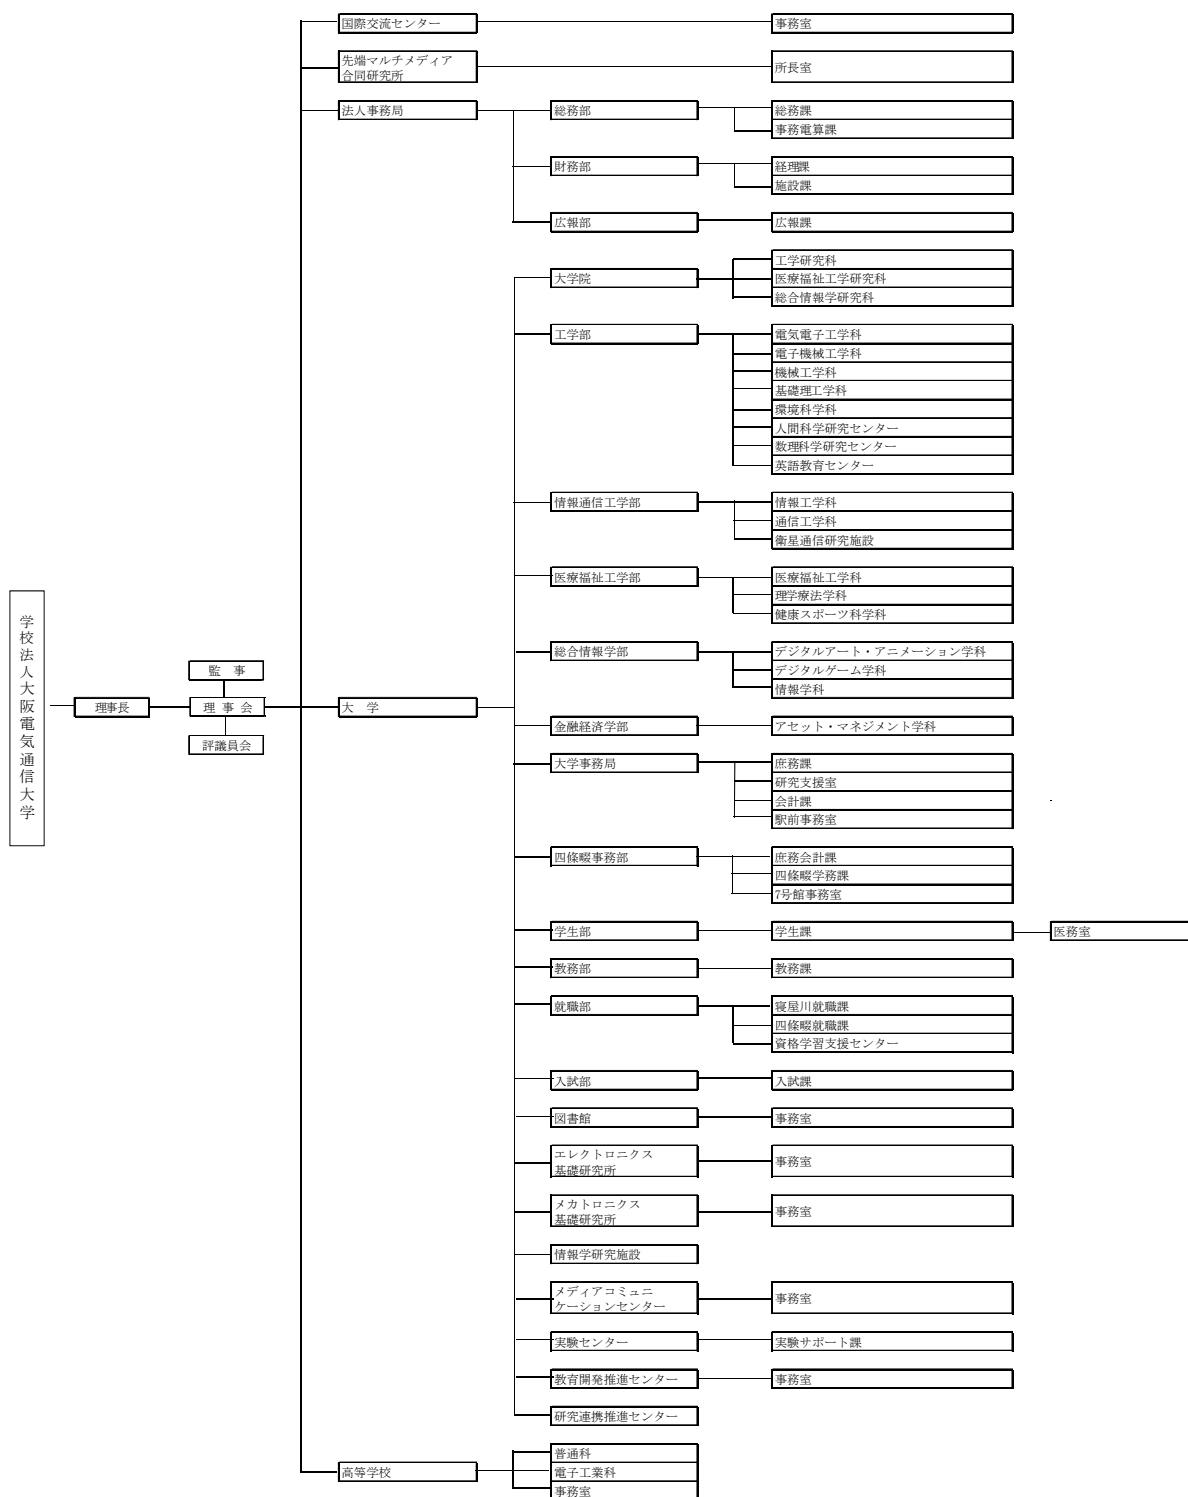 学校法人大阪電気通信大学
理事長
監　事
理 事 会
評議員会
国際交流センター
事務室
先端マルチメディア
合同研究所
所長室
法人事務局
総務部
総務課
事務電算課
財務部
経理課
施設課
広報部
広報課
大　学
大学院
工学研究科
医療福祉工学研究科
総合情報学研究科
工学部
電気電子工学科
電子機械工学科
機械工学科
基礎理工学科
環境科学科
人間科学研究センター
数理科学研究センター
英語教育センター
情報通信工学部
情報工学科
通信工学科
衛星通信研究施設
医療福祉工学部
医療福祉工学科
理学療法学科
健康スポーツ科学科
総合情報学部
デジタルアート・アニメーション学科
デジタルゲーム学科
情報学科
金融経済学部
アセット・マネジメント学科
大学事務局
庶務課
研究支援室
会計課
駅前事務室
四條畷事務部
庶務会計課
四條畷学務課
7号館事務室
学生部
学生課
医務室
教務部
教務課
就職部
寝屋川就職課
四條畷就職課
資格学習支援センター
入試部
入試課
図書館
事務室
エレクトロニクス
基礎研究所
事務室
メカトロニクス
基礎研究所
事務室
情報学研究施設
メディアコミュニ
ケーションセンター
事務室
実験センター
実験サポート課
教育開発推進センター
事務室
研究連携推進センター
高等学校
普通科
電子工業科
事務室